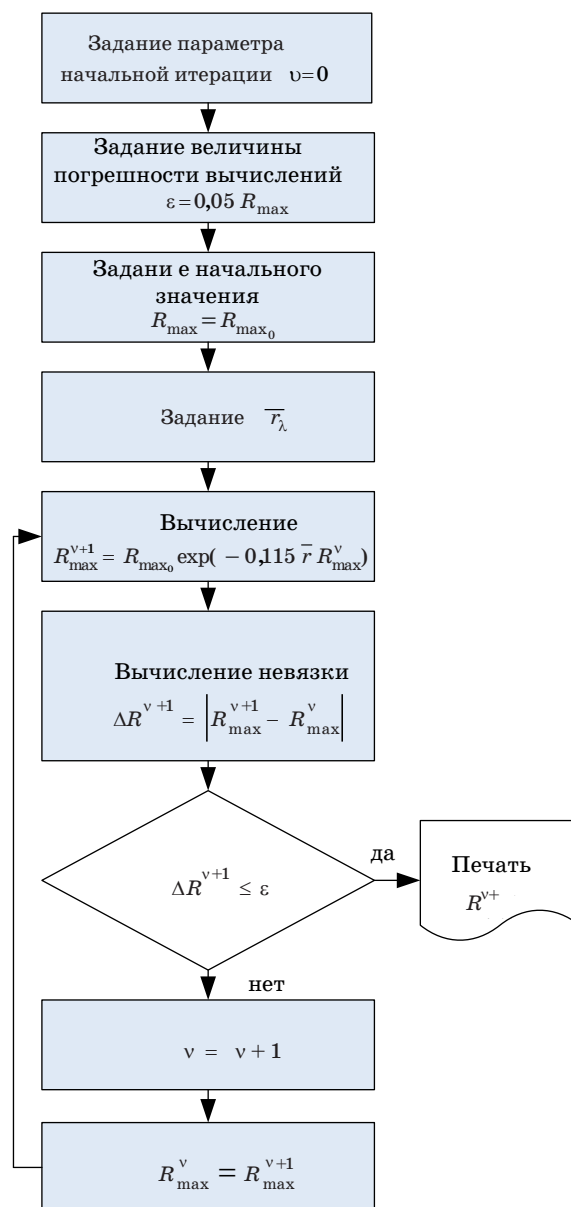 Задание параметра
начальной итерации υ=0
Задание величины
погрешности вычислений
ε=0,05 R_max
Задани е начального
значения
R_max = R_max₀
Задание r̅_λ
Вычисление
R_max^{ν+1} = R_max₀ exp( − 0,115 r̅ R_max^ν)
Вычисление невязки
ΔR^{ν+1} = |R_max^{ν+1} − R_max^ν|
да
ΔR^{ν+1} ≤ ε
Печать
R^{ν+}
нет
ν = ν + 1
R_max^ν = R_max^{ν+1}